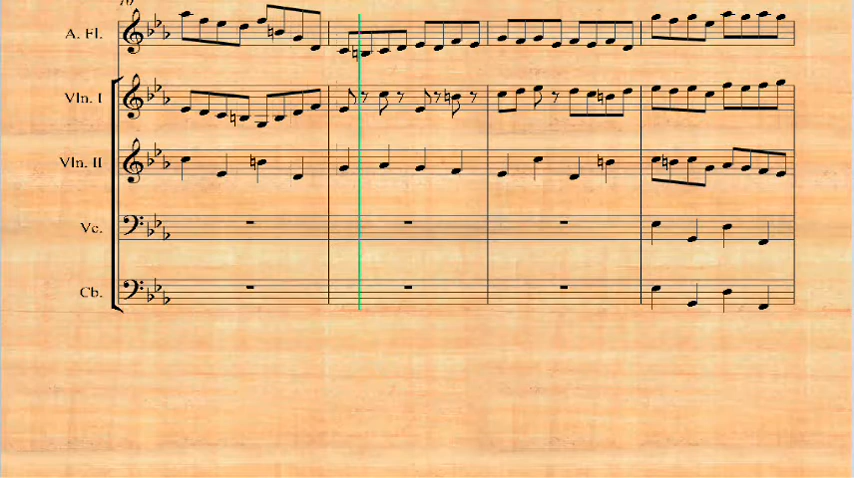 A. Fl.
Vln. I
Vln. II
Vc.
Cb.